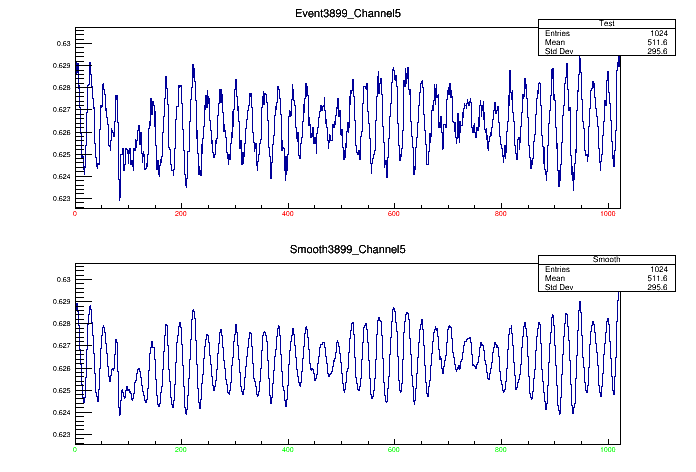 Event3899_Channel5
Test
Entries 1024
Mean 511.6
Std Dev 295.6
0.63
0.629
0.628
0.627
0.626
0.625
0.624
0.623
0 200 400 600 800 1000
Smooth3899_Channel5
Smooth
Entries 1024
Mean 511.6
Std Dev 295.6
0.63
0.629
0.628
0.627
0.626
0.625
0.624
0.623
0 200 400 600 800 1000